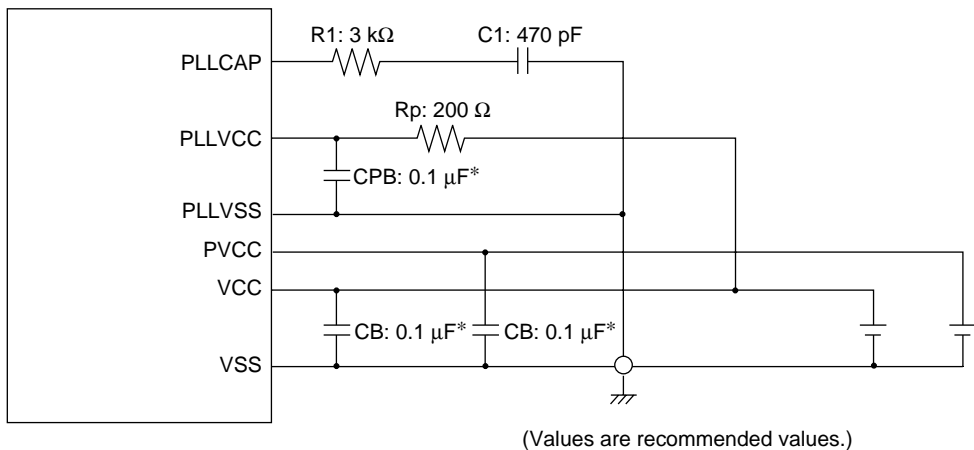 R1: 3 kΩ
C1: 470 pF
PLLCAP
Rp: 200 Ω
PLLVCC
CPB: 0.1 μF*
PLLVSS
PVCC
VCC
CB: 0.1 μF*
CB: 0.1 μF*
VSS
(Values are recommended values.)